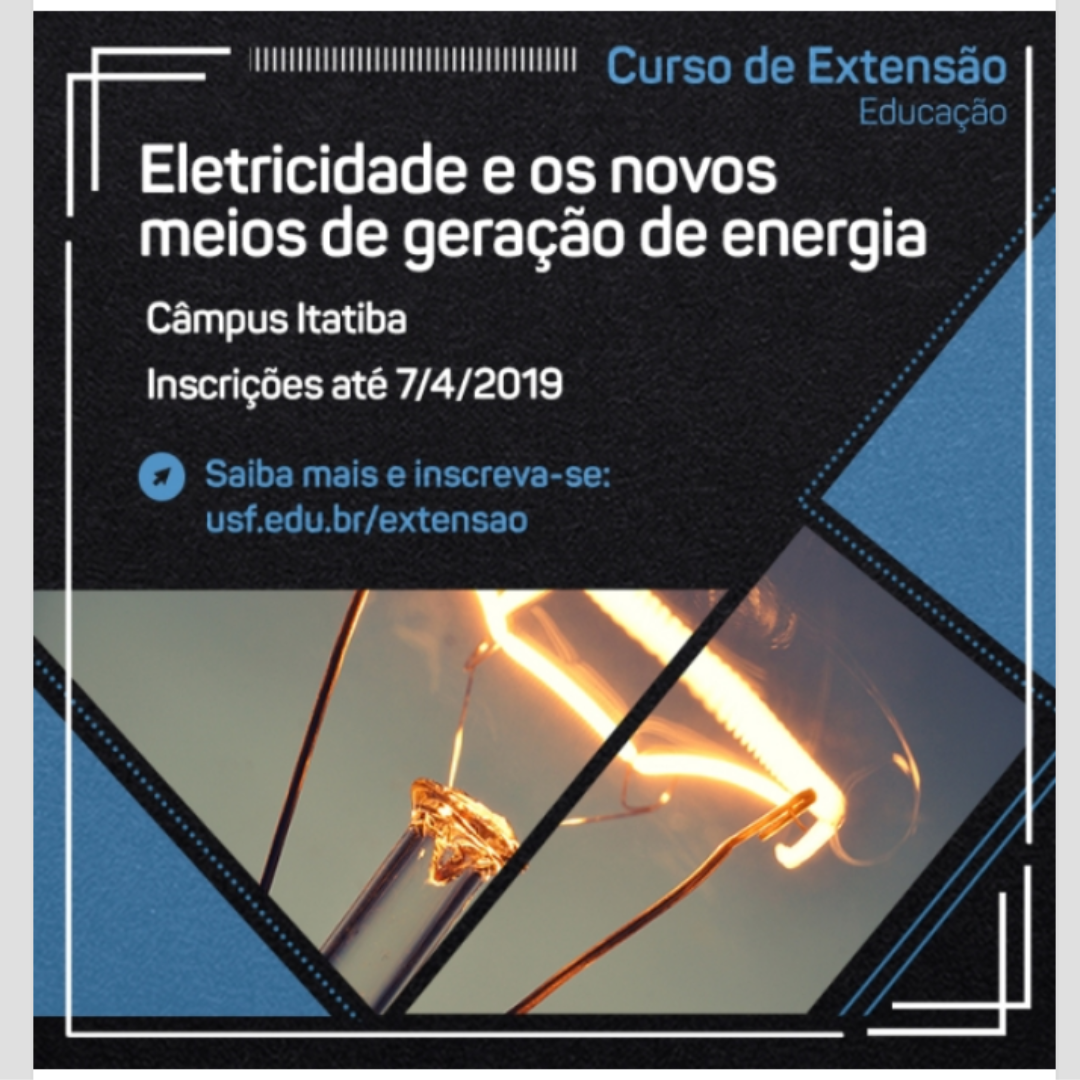 Curso de Extensão
Educação
Eletricidade e os novos
meios de geração de energia
Câmpus Itatiba
Inscrições até 7/4/2019
Saiba mais e inscreva-se:
usf.edu.br/extensao